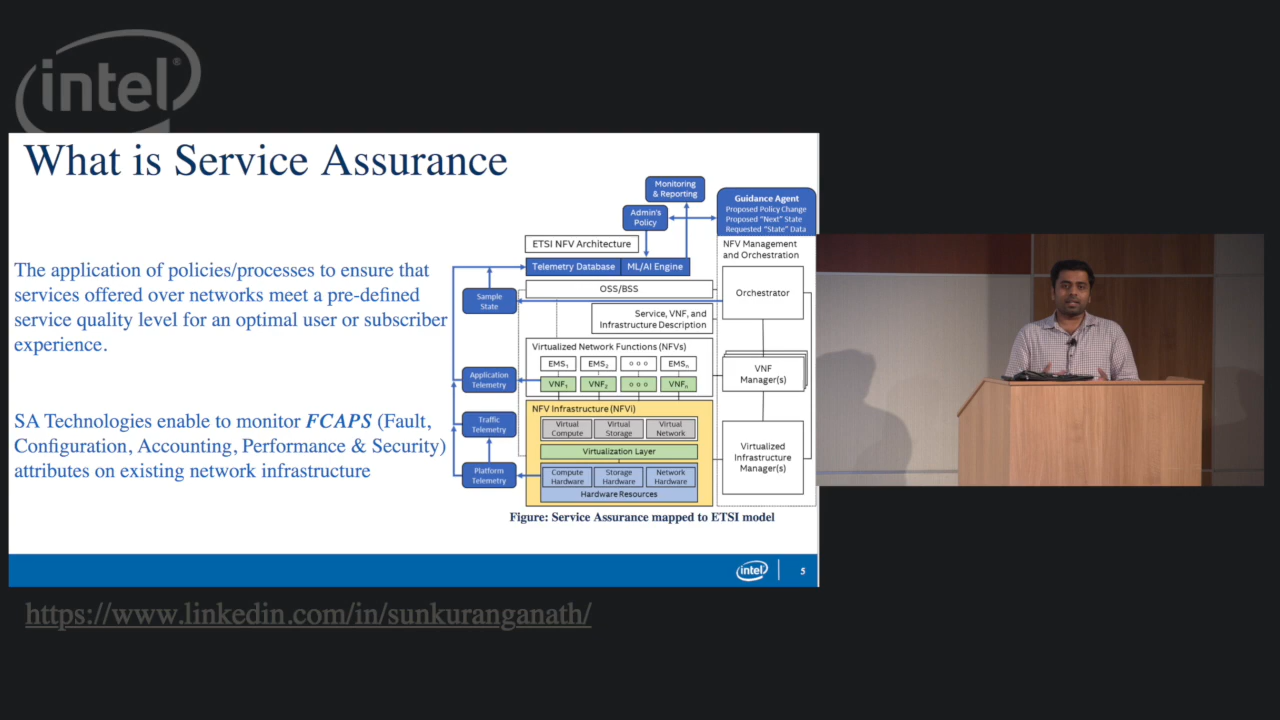 intel®
What is Service Assurance
The application of policies/processes to ensure that
services offered over networks meet a pre-defined
service quality level for an optimal user or subscriber
experience.
SA Technologies enable to monitor FCAPS (Fault,
Configuration, Accounting, Performance & Security)
attributes on existing network infrastructure
Monitoring
& Reporting
Admin's
Policy
Guidance Agent
Proposed Policy Change
Proposed "Next" State
Requested "State" Data
ETSI NFV Architecture
NFV Management
and Orchestration
Telemetry Database
ML/AI Engine
OSS/BSS
Orchestrator
Sample
State
Service, VNF, and
Infrastructure Description
Virtualized Network Functions (NFVs)
EMS1
EMS2
o o o
EMSn
VNF
Manager(s)
Application
Telemetry
VNF1
VNF2
o o o
VNFn
NFV Infrastructure (NFVi)
Traffic
Telemetry
Virtual
Compute
Virtual
Storage
Virtual
Network
Virtualization Layer
Virtualized
Infrastructure
Manager(s)
Platform
Telemetry
Compute
Hardware
Storage
Hardware
Network
Hardware
Hardware Resources
Figure: Service Assurance mapped to ETSI model
intel
5
https://www.linkedin.com/in/sunkuranganath/